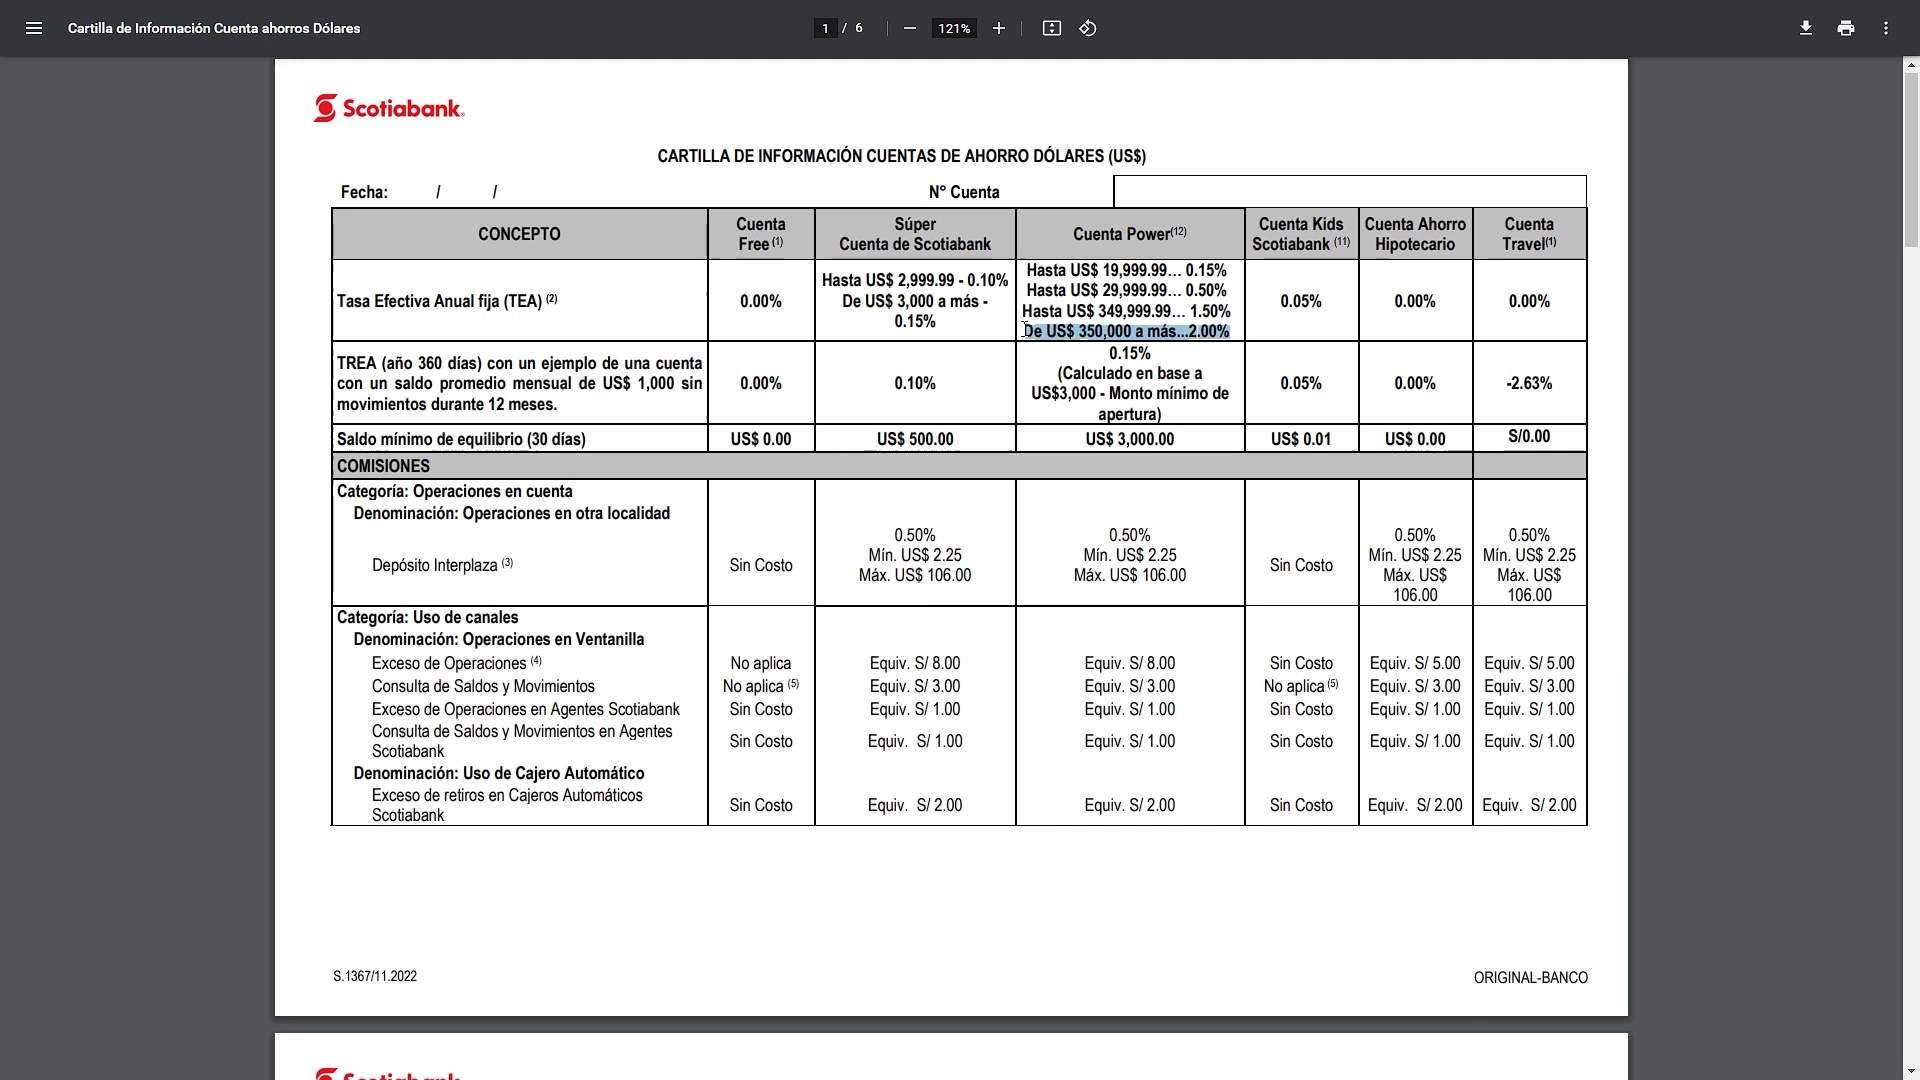 Cartilla de Información Cuenta ahorros Dólares
1 / 6
121%
Scotiabank®
CARTILLA DE INFORMACIÓN CUENTAS DE AHORRO DÓLARES (US$)
Fecha: / / N° Cuenta
CONCEPTO
Cuenta
Free (1)
Súper
Cuenta de Scotiabank
Cuenta Power(12)
Cuenta Kids
Scotiabank (11)
Cuenta Ahorro
Hipotecario
Cuenta
Travel(1)
Tasa Efectiva Anual fija (TEA) (2)
0.00%
Hasta US$ 2,999.99 - 0.10%
De US$ 3,000 a más -
0.15%
Hasta US$ 19,999.99... 0.15%
Hasta US$ 29,999.99... 0.50%
Hasta US$ 349,999.99... 1.50%
De US$ 350,000 a más...2.00%
0.05%
0.00%
0.00%
TREA (año 360 días) con un ejemplo de una cuenta
con un saldo promedio mensual de US$ 1,000 sin
movimientos durante 12 meses.
0.00%
0.10%
0.15%
(Calculado en base a
US$3,000 - Monto mínimo de
apertura)
0.05%
0.00%
-2.63%
Saldo mínimo de equilibrio (30 días)
US$ 0.00
US$ 500.00
US$ 3,000.00
US$ 0.01
US$ 0.00
S/0.00
COMISIONES
Categoría: Operaciones en cuenta
Denominación: Operaciones en otra localidad
Depósito Interplaza (3)
Sin Costo
0.50%
Mín. US$ 2.25
Máx. US$ 106.00
0.50%
Mín. US$ 2.25
Máx. US$ 106.00
Sin Costo
0.50%
Mín. US$ 2.25
Máx. US$
106.00
0.50%
Mín. US$ 2.25
Máx. US$
106.00
Categoría: Uso de canales
Denominación: Operaciones en Ventanilla
Exceso de Operaciones (4)
No aplica
Equiv. S/ 8.00
Equiv. S/ 8.00
Sin Costo
Equiv. S/ 5.00
Equiv. S/ 5.00
Consulta de Saldos y Movimientos
No aplica (5)
Equiv. S/ 3.00
Equiv. S/ 3.00
No aplica (5)
Equiv. S/ 3.00
Equiv. S/ 3.00
Exceso de Operaciones en Agentes Scotiabank
Sin Costo
Equiv. S/ 1.00
Equiv. S/ 1.00
Sin Costo
Equiv. S/ 1.00
Equiv. S/ 1.00
Consulta de Saldos y Movimientos en Agentes
Scotiabank
Sin Costo
Equiv. S/ 1.00
Equiv. S/ 1.00
Sin Costo
Equiv. S/ 1.00
Equiv. S/ 1.00
Denominación: Uso de Cajero Automático
Exceso de retiros en Cajeros Automáticos
Scotiabank
Sin Costo
Equiv. S/ 2.00
Equiv. S/ 2.00
Sin Costo
Equiv. S/ 2.00
Equiv. S/ 2.00
S.1367/11.2022
ORIGINAL-BANCO
Scotiabank